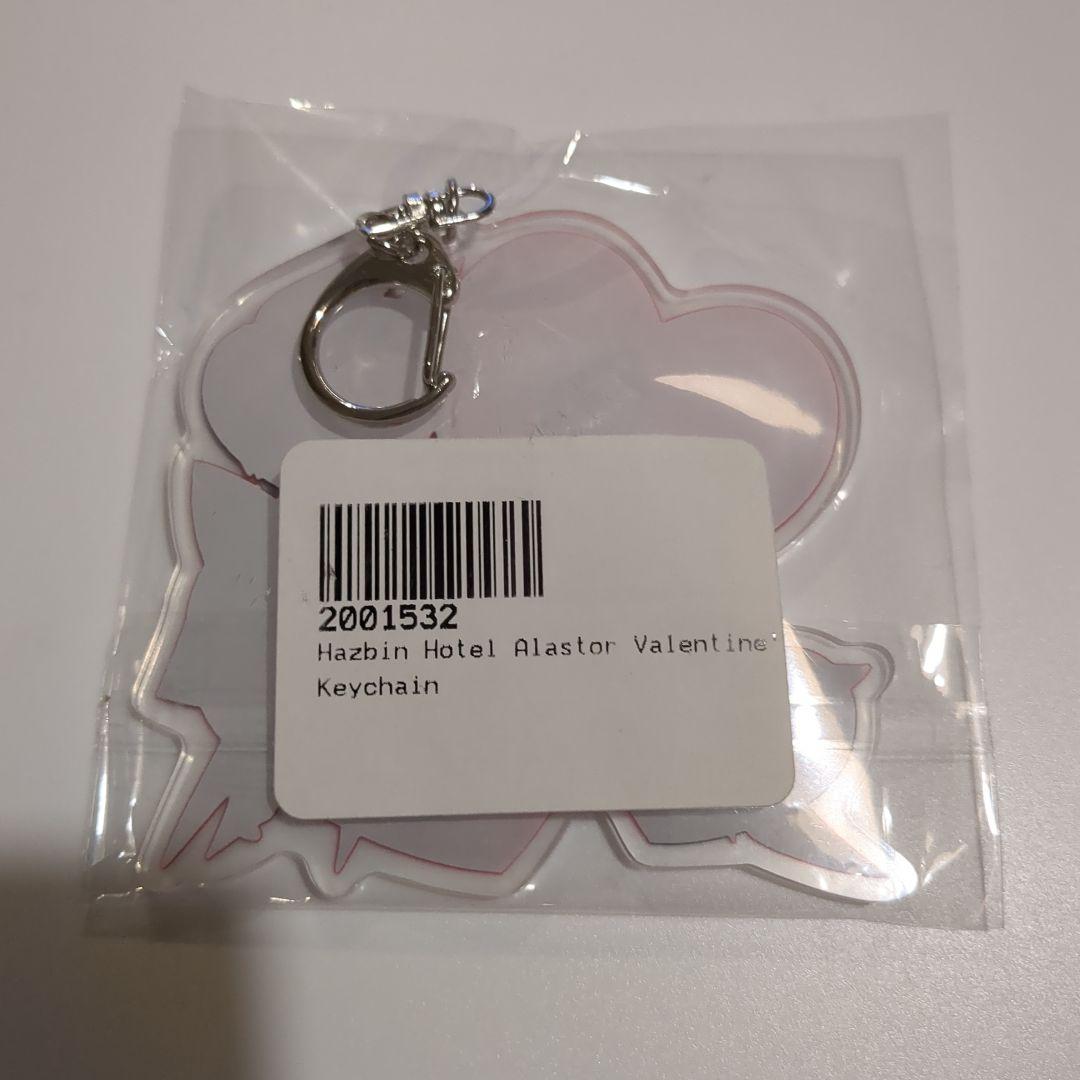 2001532
Hazbin Hotel Alastor Valentine'
Keychain